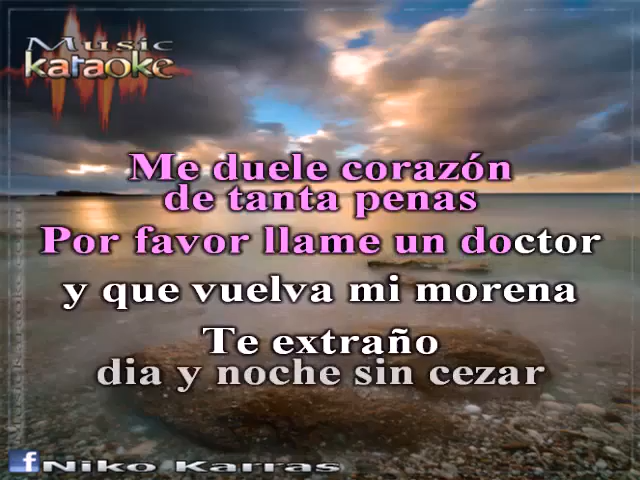 Music
karaoke
Me duele corazón
de tanta penas
Por favor llame un doctor
y que vuelva mi morena
Te extraño
dia y noche sin cezar
f Niko Karras